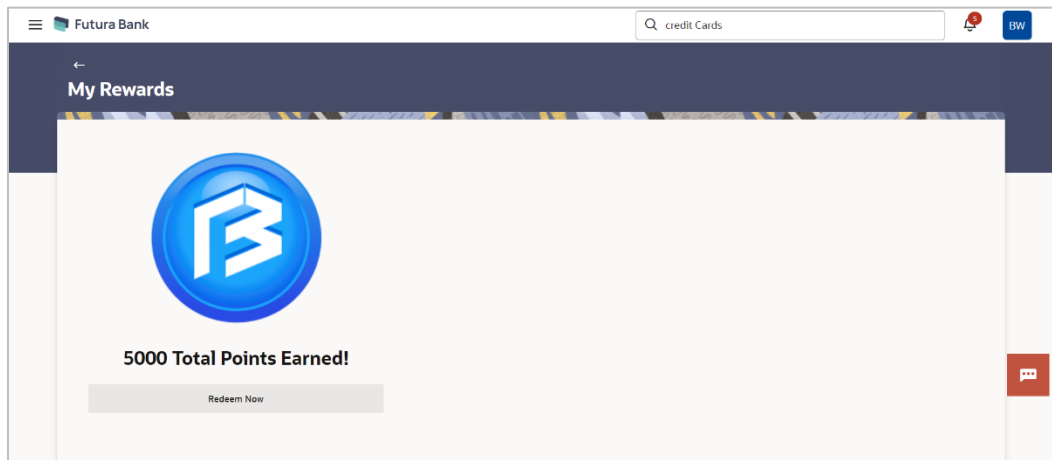 Futura Bank
credit Cards
5
BW
My Rewards
5000 Total Points Earned!
Redeem Now